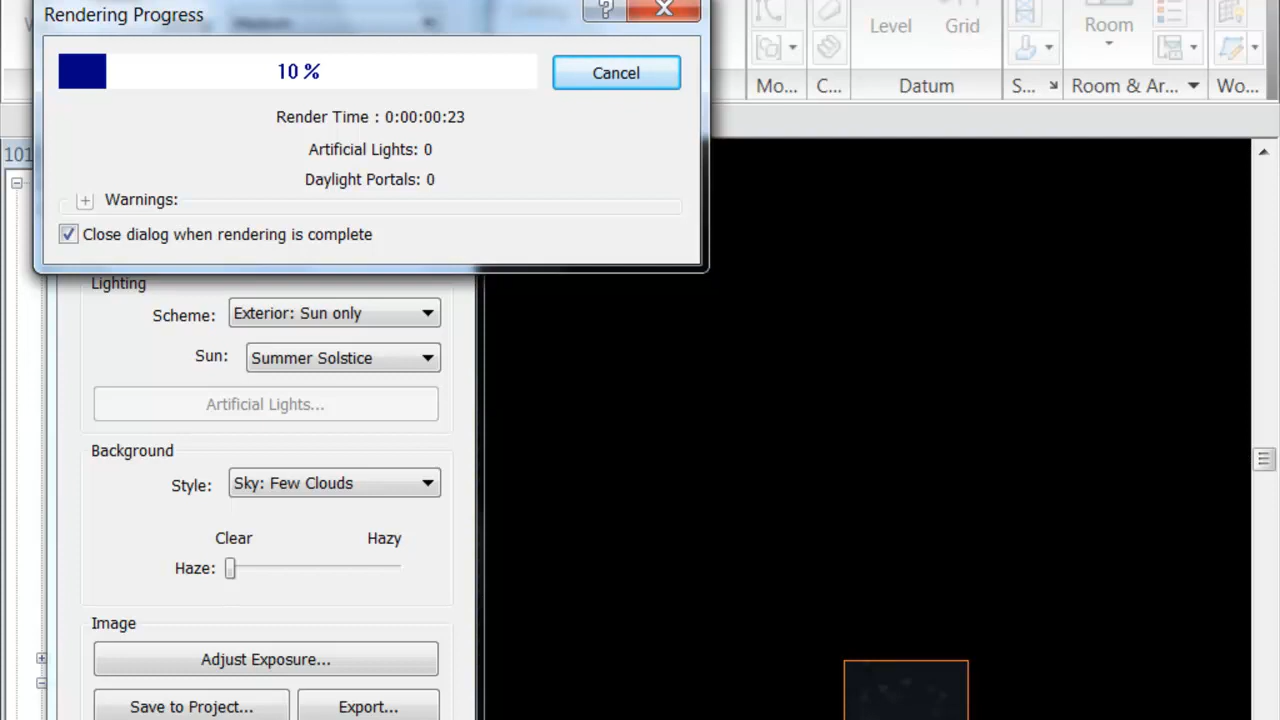 Rendering Progress
10 %
Cancel
Render Time : 0:00:00:23
Artificial Lights: 0
Daylight Portals: 0
Warnings:
Close dialog when rendering is complete
Level
Grid
Room
Mo...
C...
Datum
S...
Room & Ar...
Wo...
101
Lighting
Scheme: Exterior: Sun only
Sun: Summer Solstice
Artificial Lights...
Background
Style: Sky: Few Clouds
Clear Hazy
Haze:
Image
Adjust Exposure...
Save to Project... Export...